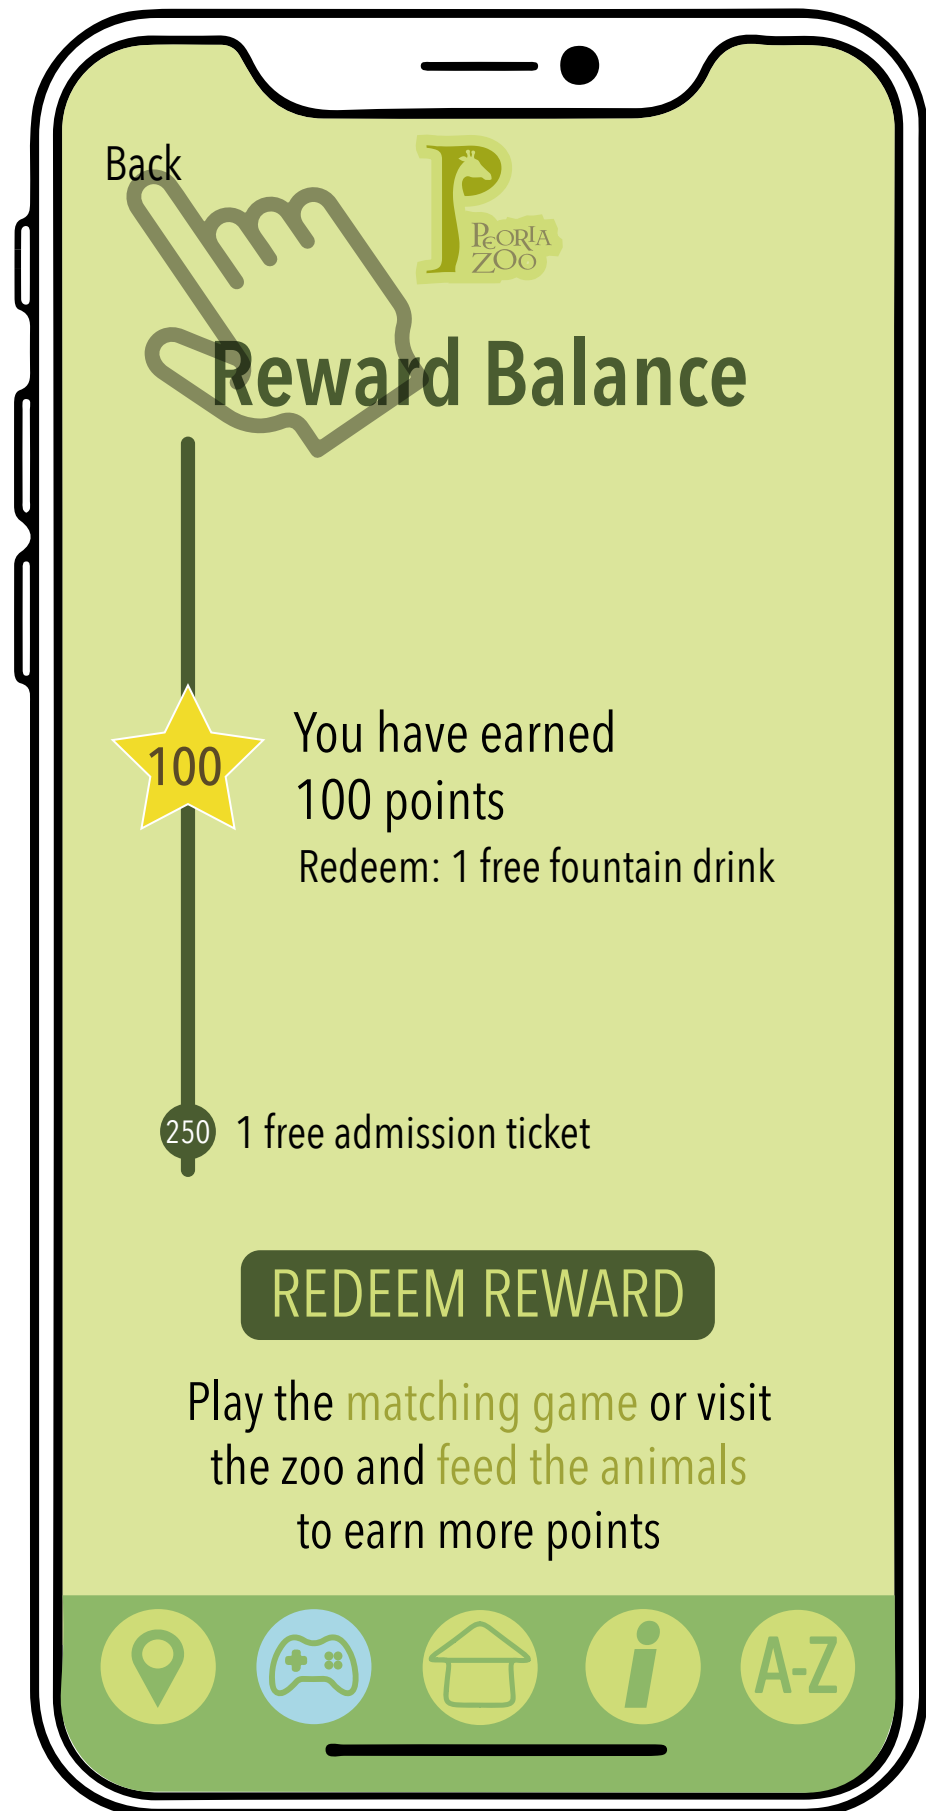 Back
PEORIA
ZOO
Reward Balance
100
You have earned
100 points
Redeem: 1 free fountain drink
250
1 free admission ticket
REDEEM REWARD
Play the matching game or visit
the zoo and feed the animals
to earn more points
i
A-Z